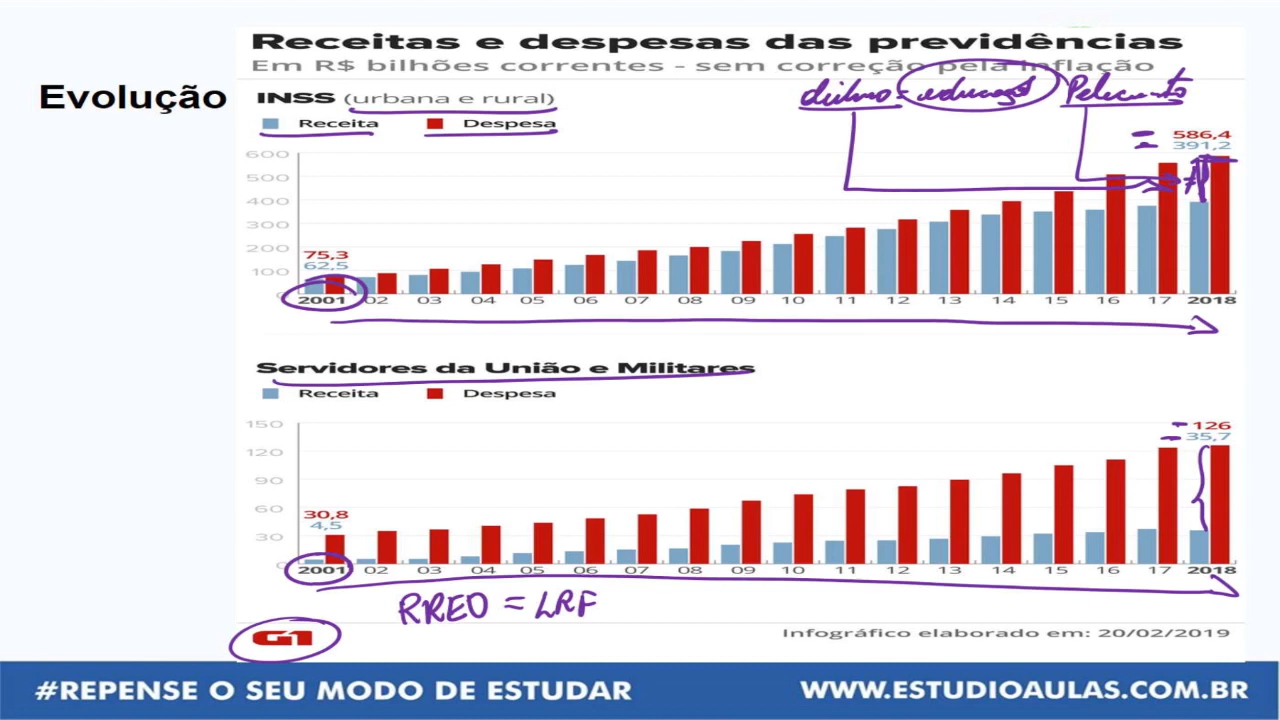 Receitas e despesas das previdências
Em R$ bilhões correntes - sem correção pela inflação
Evolução
INSS (urbana e rural)
Receita Despesa
586,4
391,2
600
500
400
300
200
100
0
75,3
62,5
2001 02 03 04 05 06 07 08 09 10 11 12 13 14 15 16 17 2018
Servidores da União e Militares
Receita Despesa
150
120
90
60
30
0
126
35,7
30,8
4,5
2001 02 03 04 05 06 07 08 09 10 11 12 13 14 15 16 17 2018
RREO = LRF
G1
Infográfico elaborado em: 20/02/2019
#REPENSE O SEU MODO DE ESTUDAR
WWW.ESTUDIOAULAS.COM.BR